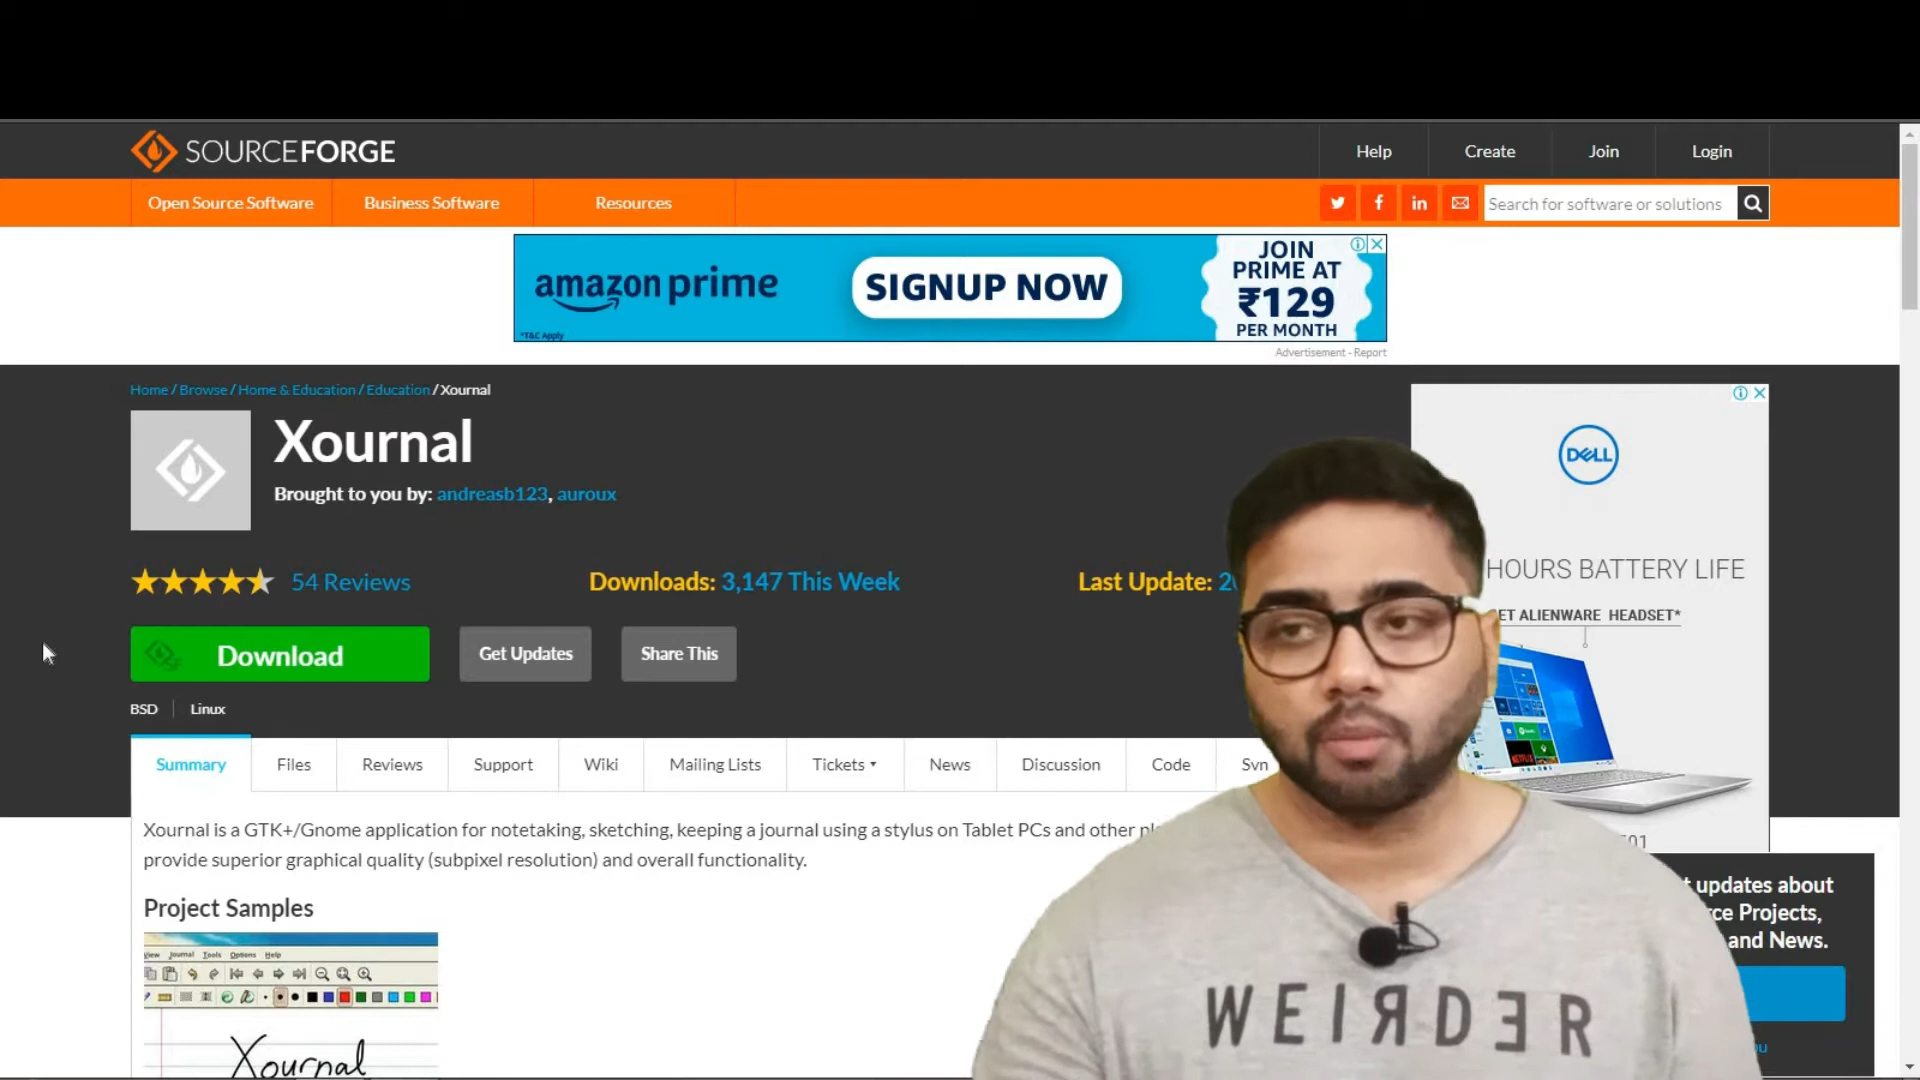 SOURCEFORGE
Help
Create
Join
Login
Open Source Software
Business Software
Resources
Search for software or solutions
amazon prime
SIGNUP NOW
JOIN
PRIME AT
₹129
PER MONTH
*T&C Apply
Advertisement - Report
Home / Browse / Home & Education / Education / Xournal
Xournal
Brought to you by: andreasb123, auroux
DELL
HOURS BATTERY LIFE
ET ALIENWARE HEADSET*
54 Reviews
Downloads: 3,147 This Week
Last Update: 2
Download
Get Updates
Share This
BSD
Linux
Summary
Files
Reviews
Support
Wiki
Mailing Lists
Tickets
News
Discussion
Code
Svn
Xournal is a GTK+/Gnome application for notetaking, sketching, keeping a journal using a stylus on Tablet PCs and other
provide superior graphical quality (subpixel resolution) and overall functionality.
updates about
Projects,
and News.
Project Samples
View Journal Tools Options Help
Xournal
WEIRDER